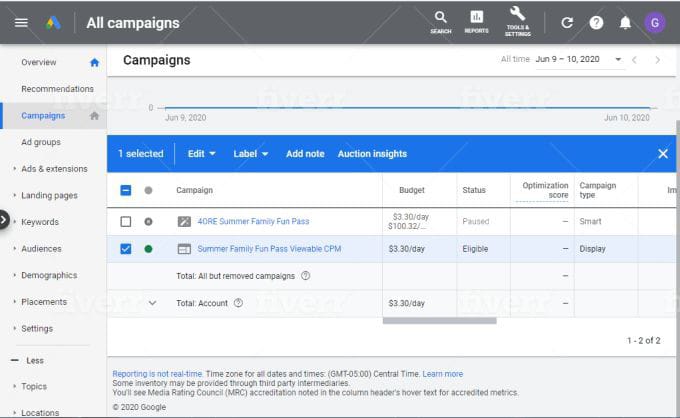 All campaigns
SEARCH
REPORTS
TOOLS &
SETTINGS
G
Overview
Recommendations
Campaigns
Ad groups
Ads & extensions
Landing pages
Keywords
Audiences
Demographics
Placements
Settings
Less
Topics
Locations
Campaigns
All time Jun 9 – 10, 2020
0
Jun 9, 2020 Jun 10, 2020
1 selected Edit Label Add note Auction insights
Campaign Budget Status Optimization
score Campaign
type Im
4ORE Summer Family Fun Pass $3.30/day
$100.32/... Paused – Smart
Summer Family Fun Pass Viewable CPM $3.30/day Eligible – Display
Total: All but removed campaigns –
Total: Account $3.30/day –
1 - 2 of 2
Reporting is not real-time. Time zone for all dates and times: (GMT-05:00) Central Time. Learn more
Some inventory may be provided through third party intermediaries.
You'll see Media Rating Council (MRC) accreditation noted in the column header's hover text for accredited metrics.
© 2020 Google
fiverr
fiverr
fiverr
fiverr
fiverr
fiverr